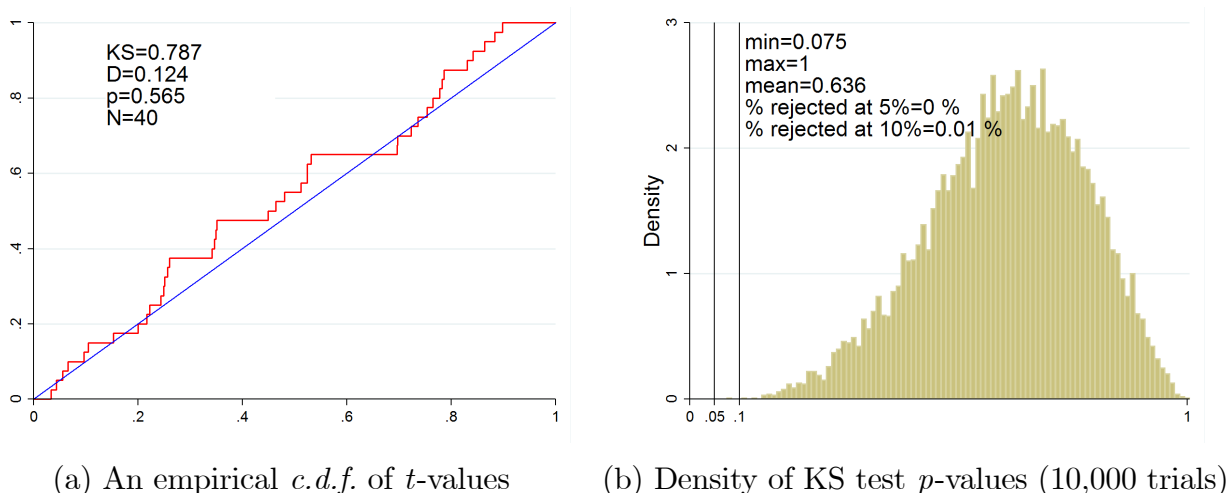 KS=0.787
D=0.124
p=0.565
N=40
1
.8
.6
.4
.2
0
0 .2 .4 .6 .8 1
(a) An empirical c.d.f. of t-values
min=0.075
max=1
mean=0.636
% rejected at 5%=0 %
% rejected at 10%=0.01 %
Density
3
2
1
0
0 .05 .1 1
(b) Density of KS test p-values (10,000 trials)